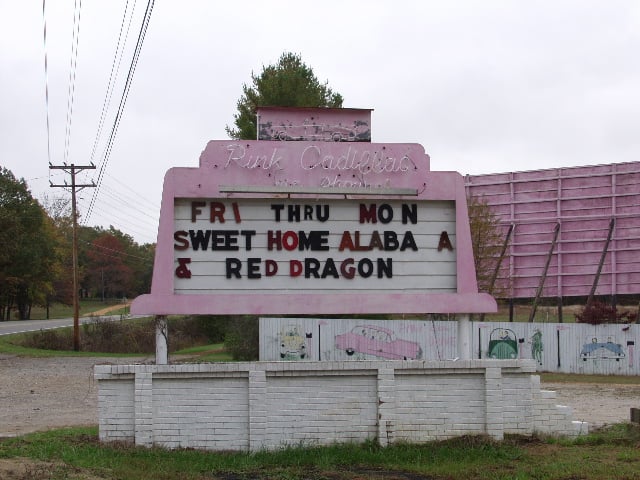 Pink Cadillac
FRI THRU MON
SWEET HOME ALABA A
& RED DRAGON